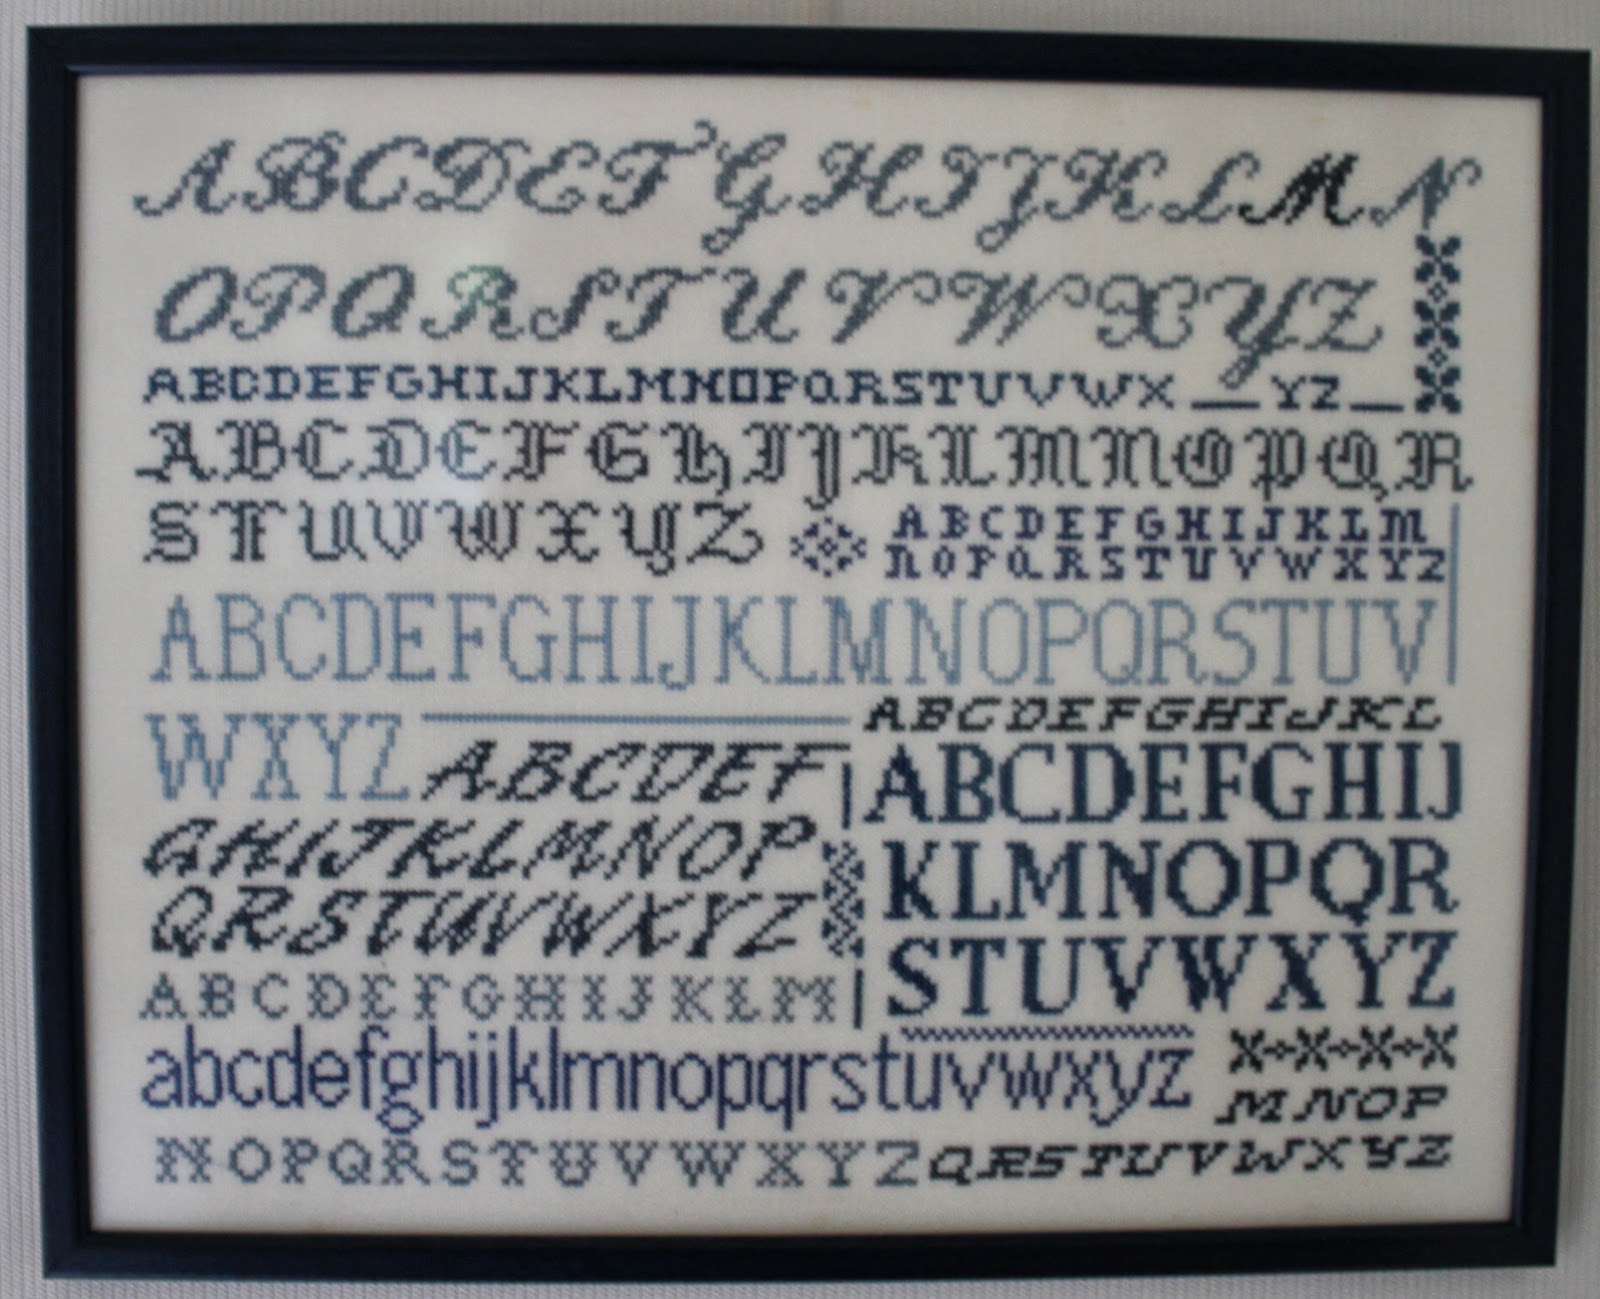 ABCDEFGHIJKLMN
OPQRSTUVWXYZ
ABCDEFGHIJKLMNOPQRSTUVWX YZ
ABCDEFGHIJKLMNOPQR
STUVWXYZ
ABCDEFGHIJKLM
NOPQRSTUVWXYZ
ABCDEFGHIJKLMNOPQRSTUV
WXYZ
ABCDEF
GHIJKLMNOP
QRSTUVWXYZ
ABCDEFGHIJKL
ABCDEFGHIJ
KLMNOPQR
STUVWXYZ
ABCDEFGHIJKLM
abcdefghijklmnopqrstuvwxyz
MNOP
NOPQRSTUVWXYZ
QRSTUVWXYZ